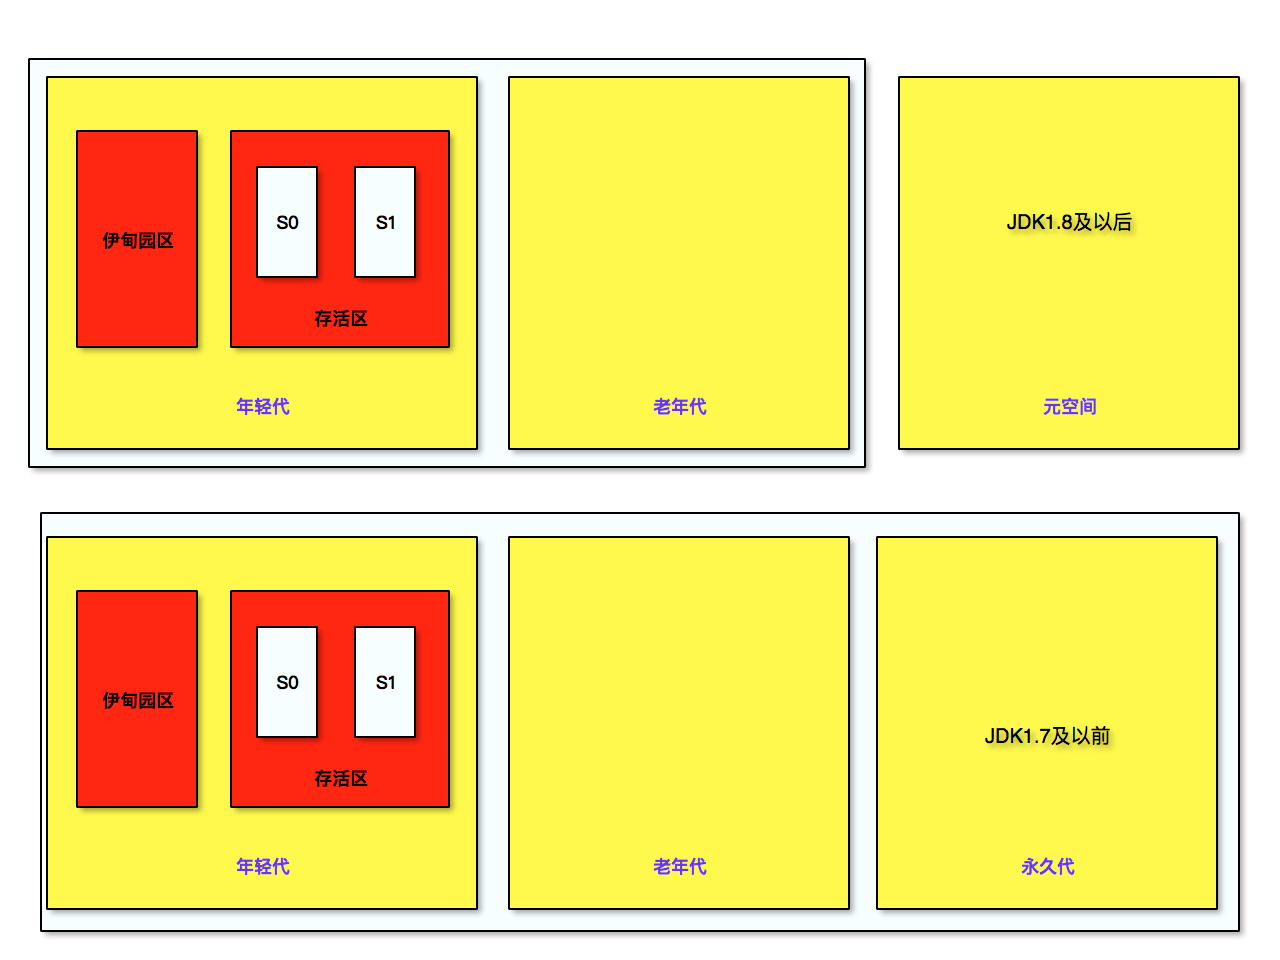 伊甸园区
S0
S1
存活区
年轻代
老年代
JDK1.8及以后
元空间
伊甸园区
S0
S1
存活区
年轻代
老年代
JDK1.7及以前
永久代